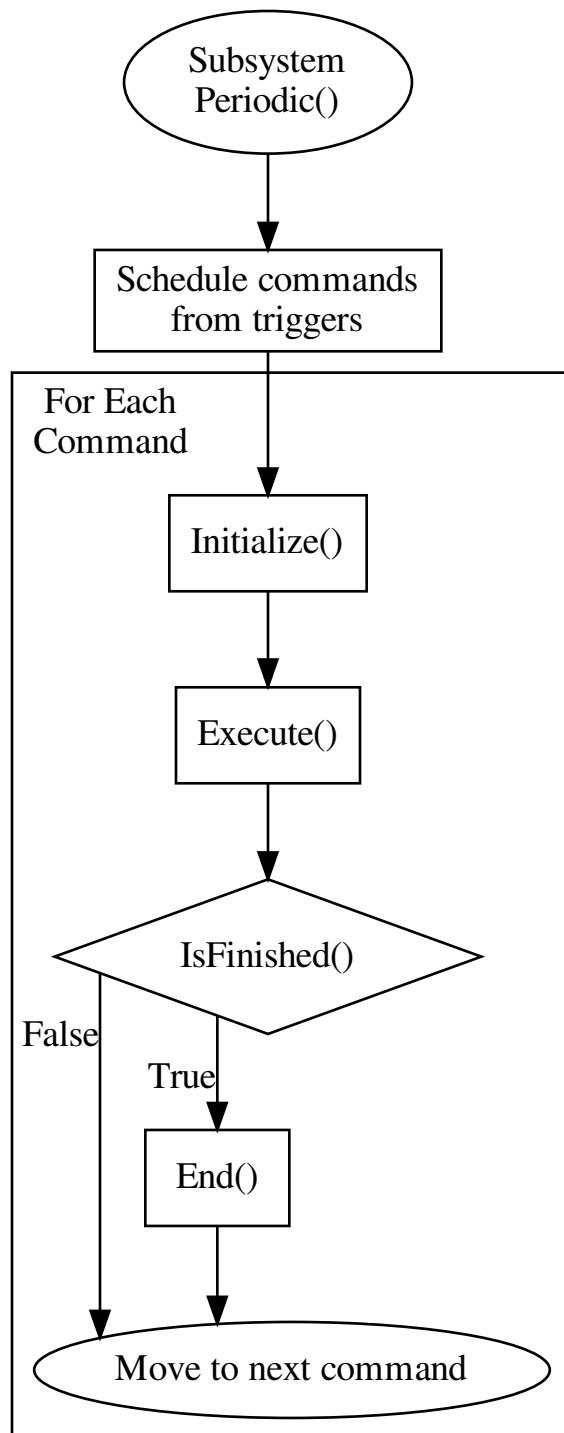 Subsystem
Periodic()
Schedule commands
from triggers
For Each
Command
Initialize()
Execute()
IsFinished()
False
True
End()
Move to next command